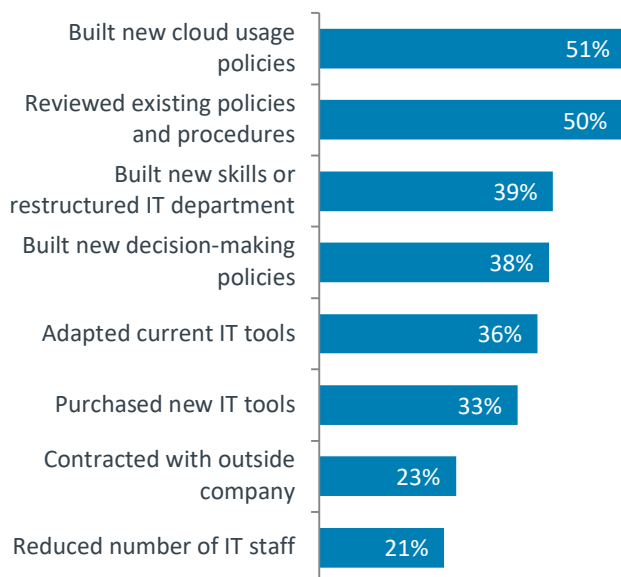 Built new cloud usage
policies
51%
Reviewed existing policies
and procedures
50%
Built new skills or
restructured IT department
39%
Built new decision-making
policies
38%
Adapted current IT tools
36%
Purchased new IT tools
33%
Contracted with outside
company
23%
Reduced number of IT staff
21%